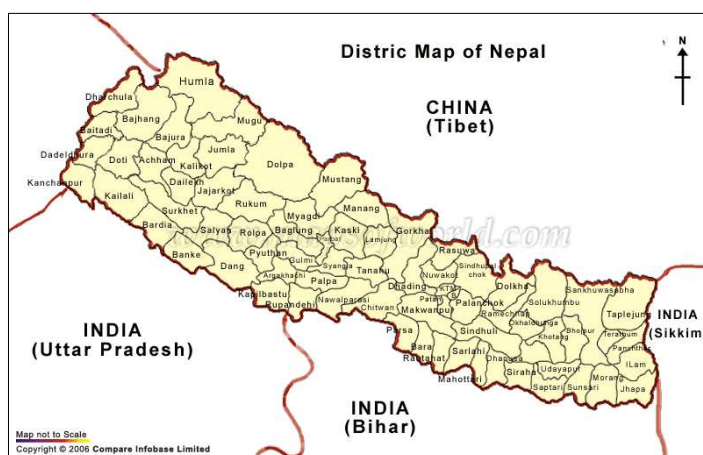 Distric Map of Nepal
N
CHINA
(Tibet)
Humla
Dharchula
Bajhang
Mugu
Baitadi
Bajura
Jumla
Dadeldhura
Doti
Achham
Kalikot
Dolpa
Kanchanpur
Dailekh
Mustang
Kailali
Jajarkot
Rukum
Surkhet
Myagdi
Manang
Bardia
Salyan
Rolpa
Baglung
Kaski
Lamjung
Gorkha
Banke
Pyuthan
Gulmi
Parbat
Syangja
Rasuwa
Dang
Argakhachi
Palpa
Tanahu
Nuwakot
Sindhupal
chok
Dolkha
Sankhuwasabha
Kapilbastu
Rupandehi
Nawalparasi
Chitwan
Dhading
KTM
B
Patan
Palanchok
Solukhumbu
Taplejung
Makwanpur
Ramechhap
Okhaldunga
Bhojpur
Terathum
Parsa
Sindhuli
Khotang
Panchther
Bara
Rautahat
Sarlahi
Dhanusa
Siraha
Udayapur
ILam
Mahottari
Saptari
Sunsari
Morang
Jhapa
INDIA
(Uttar Pradesh)
INDIA
(Sikkim)
INDIA
(Bihar)
Map not to Scale
Copyright © 2006 Compare Infobase Limited